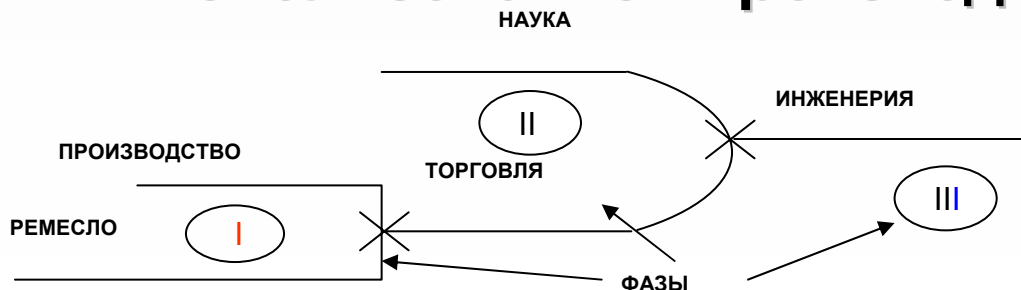 НАУКА
ИНЖЕНЕРИЯ
II
ПРОИЗВОДСТВО
ТОРГОВЛЯ
III
РЕМЕСЛО
I
ФАЗЫ